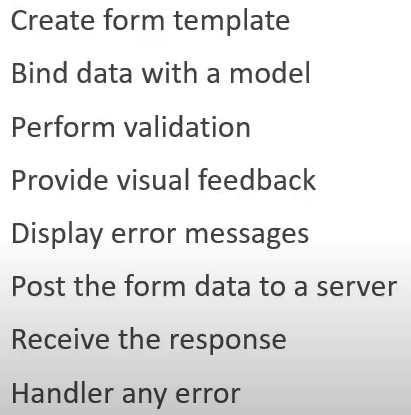 Create form template
Bind data with a model
Perform validation
Provide visual feedback
Display error messages
Post the form data to a server
Receive the response
Handler any error